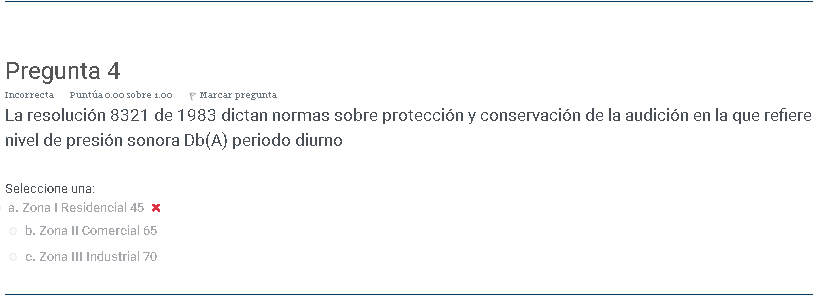 Pregunta 4
Incorrecta Puntúa 0.00 sobre 1.00 Marcar pregunta
La resolución 8321 de 1983 dictan normas sobre protección y conservación de la audición en la que refiere
nivel de presión sonora Db(A) periodo diurno
Seleccione una:
a. Zona I Residencial 45
b. Zona II Comercial 65
c. Zona III Industrial 70